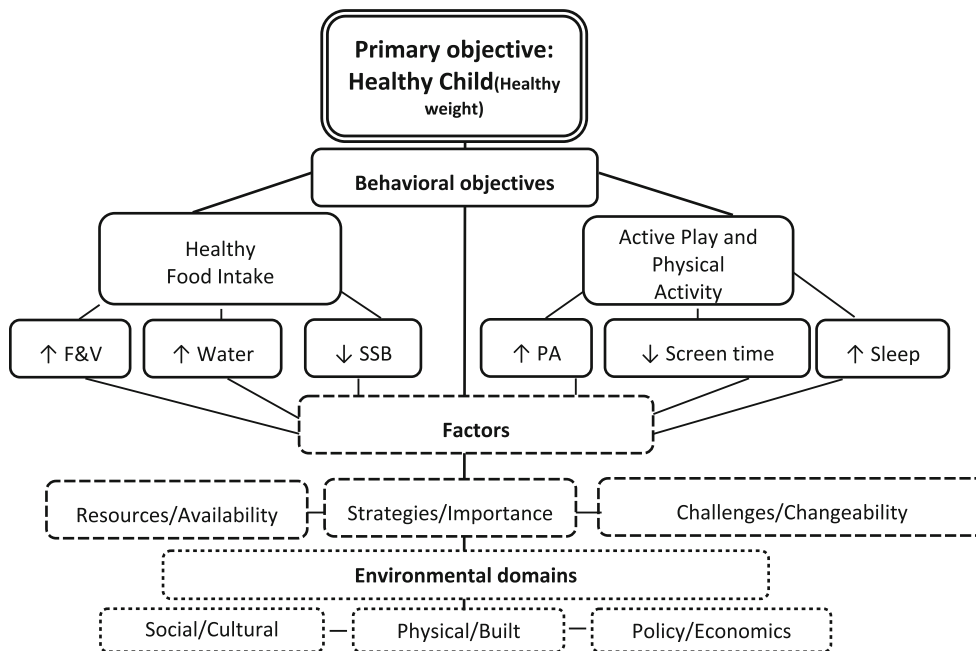 Primary objective:
Healthy Child(Healthy
weight)
Behavioral objectives
Healthy
Food Intake
Active Play and
Physical
Activity
↑ F&V
↑ Water
↓ SSB
↑ PA
↓ Screen time
↑ Sleep
Factors
Resources/Availability
Strategies/Importance
Challenges/Changeability
Environmental domains
Social/Cultural
Physical/Built
Policy/Economics